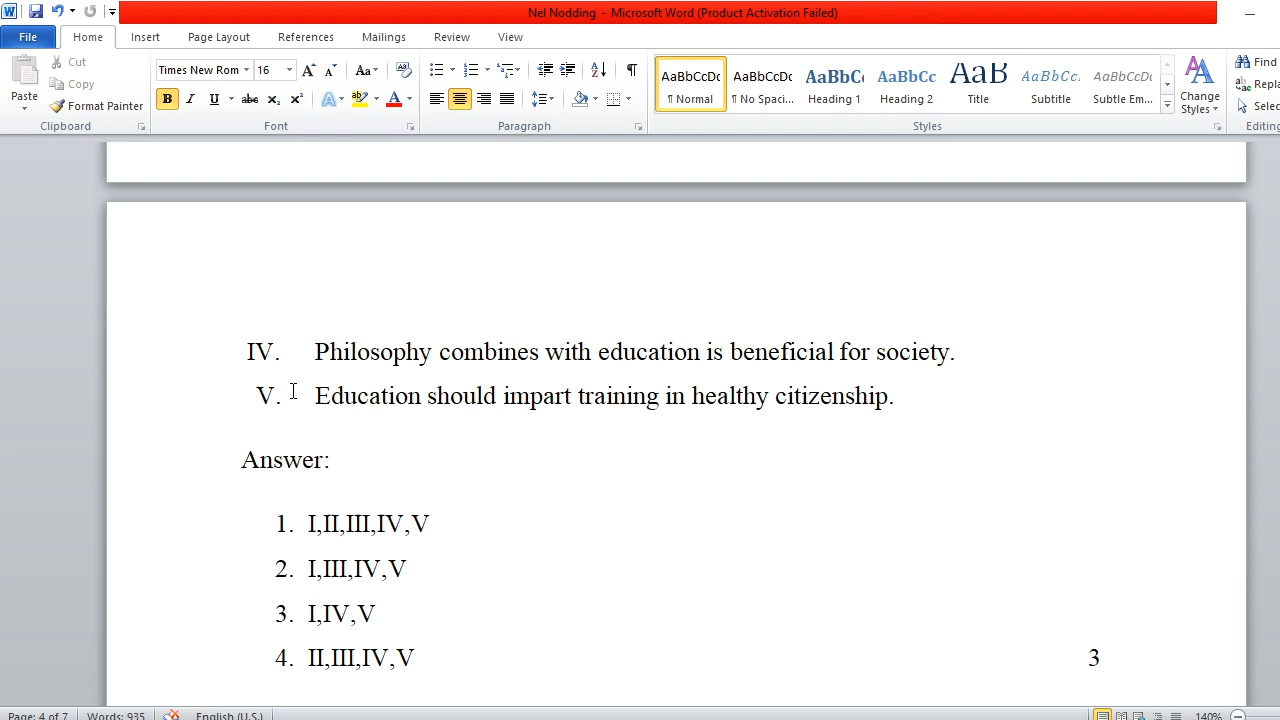 Nel Nodding - Microsoft Word (Product Activation Failed)
File Home Insert Page Layout References Mailings Review View
Paste Cut Copy Format Painter
Times New Rom 16
AaBbCcDc AaBbCcDc AaBbCc AaBbCc AaBb AaBbCc. AaBbCcDc
¶ Normal ¶ No Spaci... Heading 1 Heading 2 Title Subtitle Subtle Em...
Change Styles
Find
Clipboard Font Paragraph Styles Editing
IV. Philosophy combines with education is beneficial for society.
V. Education should impart training in healthy citizenship.
Answer:
1. I,II,III,IV,V
2. I,III,IV,V
3. I,IV,V
4. II,III,IV,V 3
Page: 4 of 7 Words: 935 English (U.S.) 140%